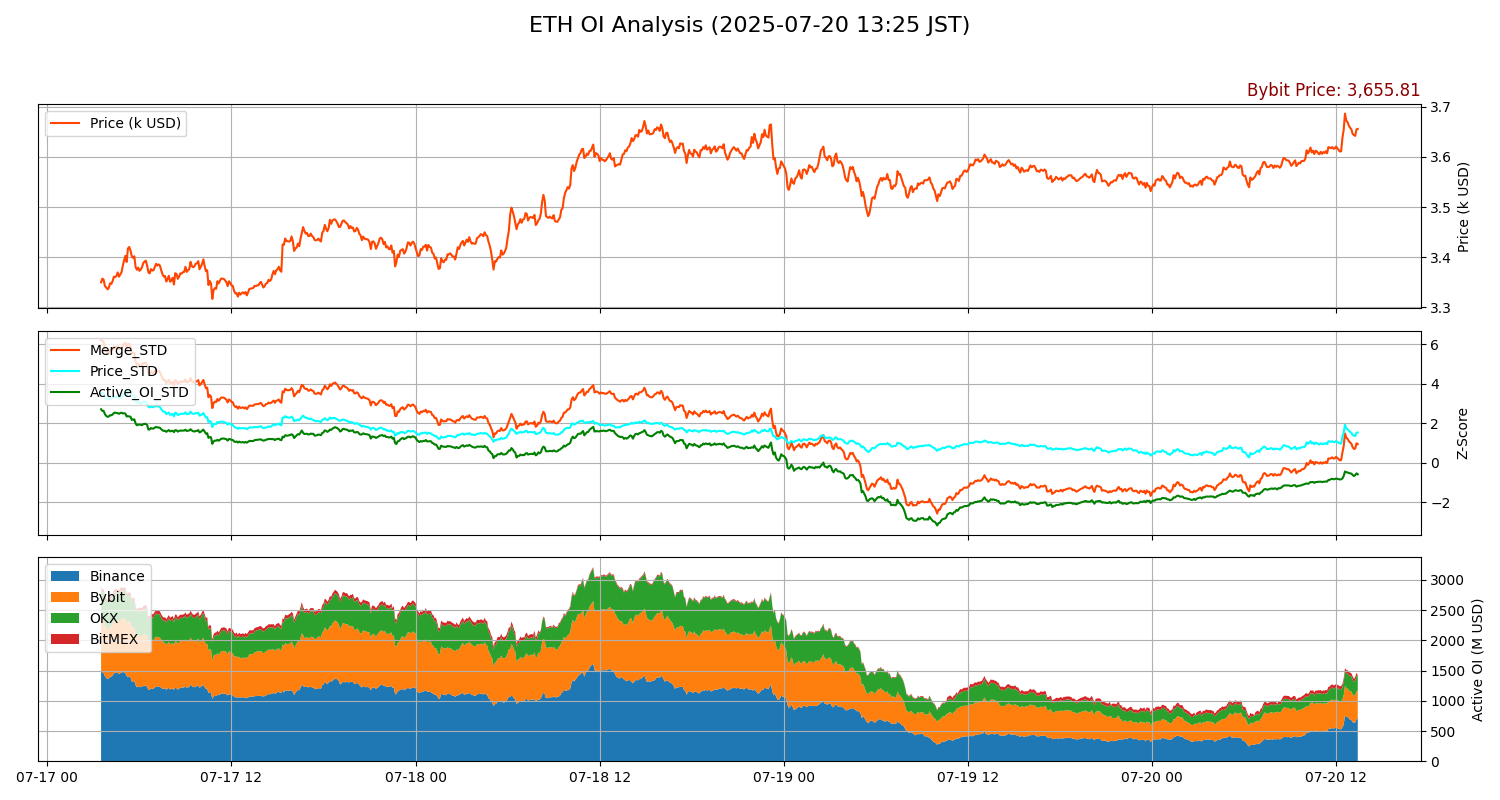 ETH OI Analysis (2025-07-20 13:25 JST)
Bybit Price: 3,655.81
Price (k USD)
3.7
3.6
3.5
3.4
3.3
Price (k USD)
Merge_STD
Price_STD
Active_OI_STD
6
4
2
0
−2
Z-Score
Binance
Bybit
OKX
BitMEX
3000
2500
2000
1500
1000
500
0
Active OI (M USD)
07-17 00
07-17 12
07-18 00
07-18 12
07-19 00
07-19 12
07-20 00
07-20 12